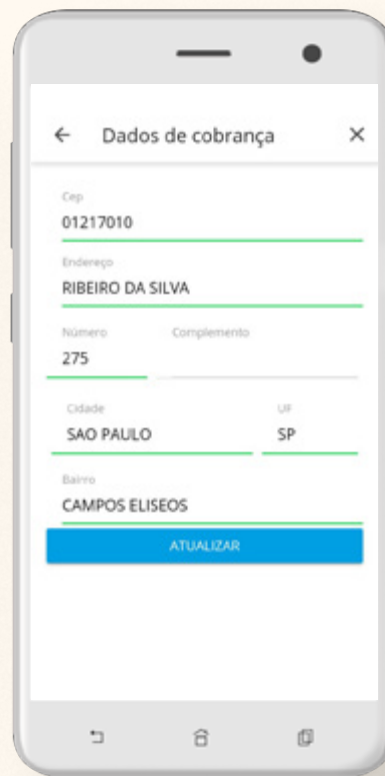 Dados de cobrança
Cep
01217010
Endereço
RIBEIRO DA SILVA
Número Complemento
275
Cidade UF
SAO PAULO SP
Bairro
CAMPOS ELISEOS
ATUALIZAR